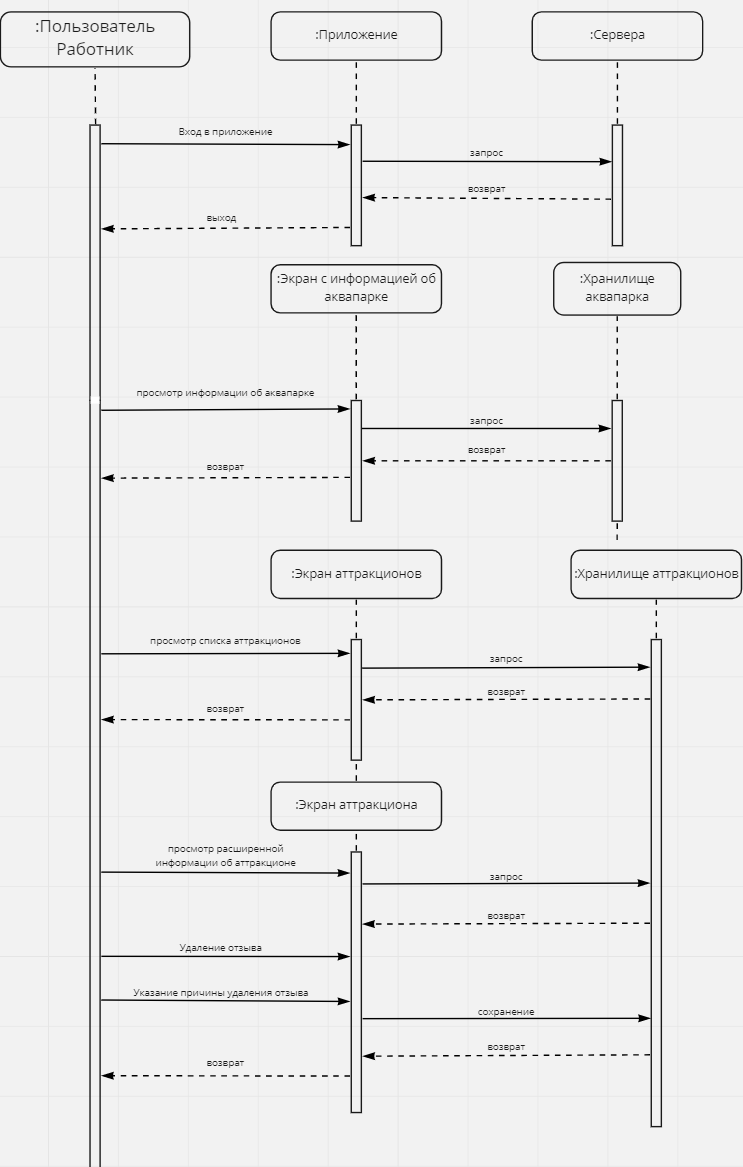 :Пользователь
Работник
:Приложение
:Сервера
Вход в приложение
запрос
возврат
выход
:Экран с информацией об
аквапарке
:Хранилище
аквапарка
просмотр информации об аквапарке
запрос
возврат
возврат
:Экран аттракционов
:Хранилище аттракционов
просмотр списка аттракционов
запрос
возврат
возврат
:Экран аттракциона
просмотр расширенной
информации об аттракционе
запрос
возврат
Удаление отзыва
Указание причины удаления отзыва
сохранение
возврат
возврат